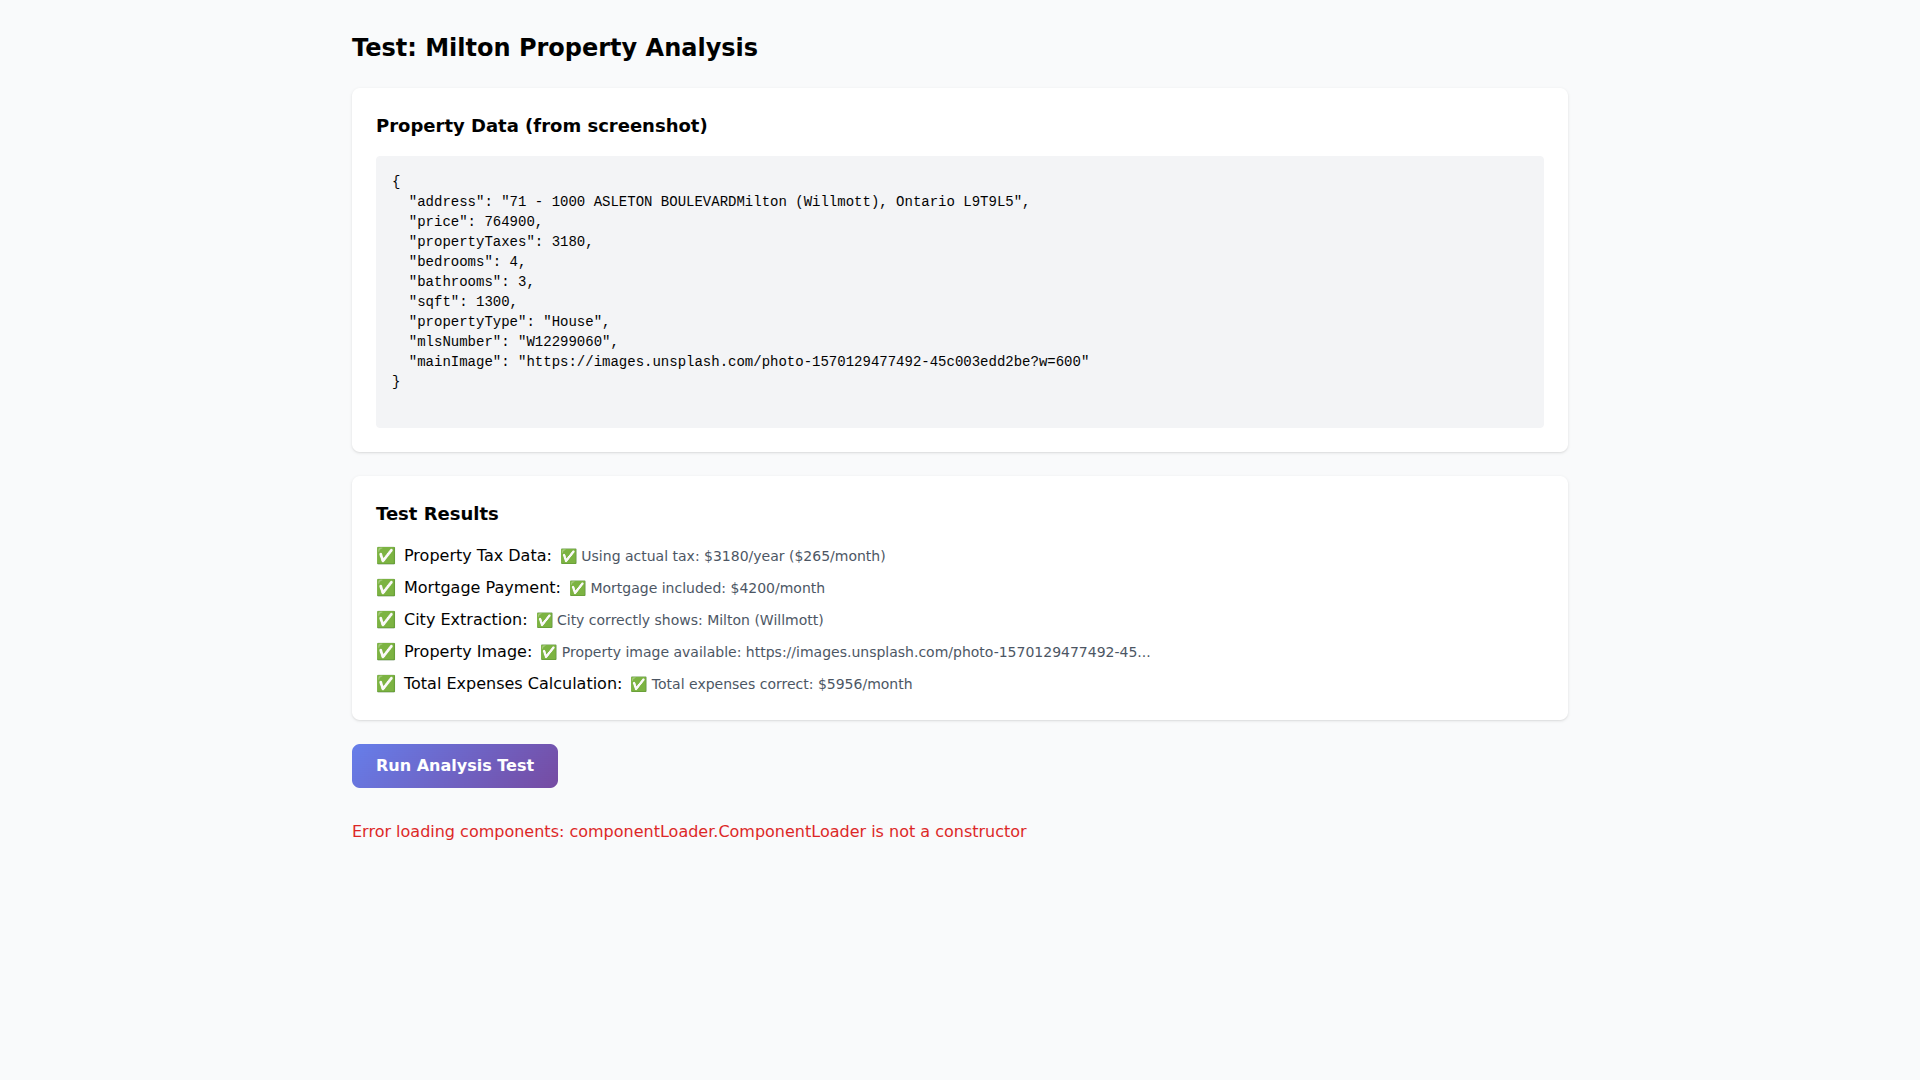 Test: Milton Property Analysis
Property Data (from screenshot)
{
  "address": "71 - 1000 ASLETON BOULEVARDMilton (Willmott), Ontario L9T9L5",
  "price": 764900,
  "propertyTaxes": 3180,
  "bedrooms": 4,
  "bathrooms": 3,
  "sqft": 1300,
  "propertyType": "House",
  "mlsNumber": "W12299060",
  "mainImage": "https://images.unsplash.com/photo-1570129477492-45c003edd2be?w=600"
}
Test Results
✅ Property Tax Data: ✅ Using actual tax: $3180/year ($265/month)
✅ Mortgage Payment: ✅ Mortgage included: $4200/month
✅ City Extraction: ✅ City correctly shows: Milton (Willmott)
✅ Property Image: ✅ Property image available: https://images.unsplash.com/photo-1570129477492-45...
✅ Total Expenses Calculation: ✅ Total expenses correct: $5956/month
Run Analysis Test
Error loading components: componentLoader.ComponentLoader is not a constructor